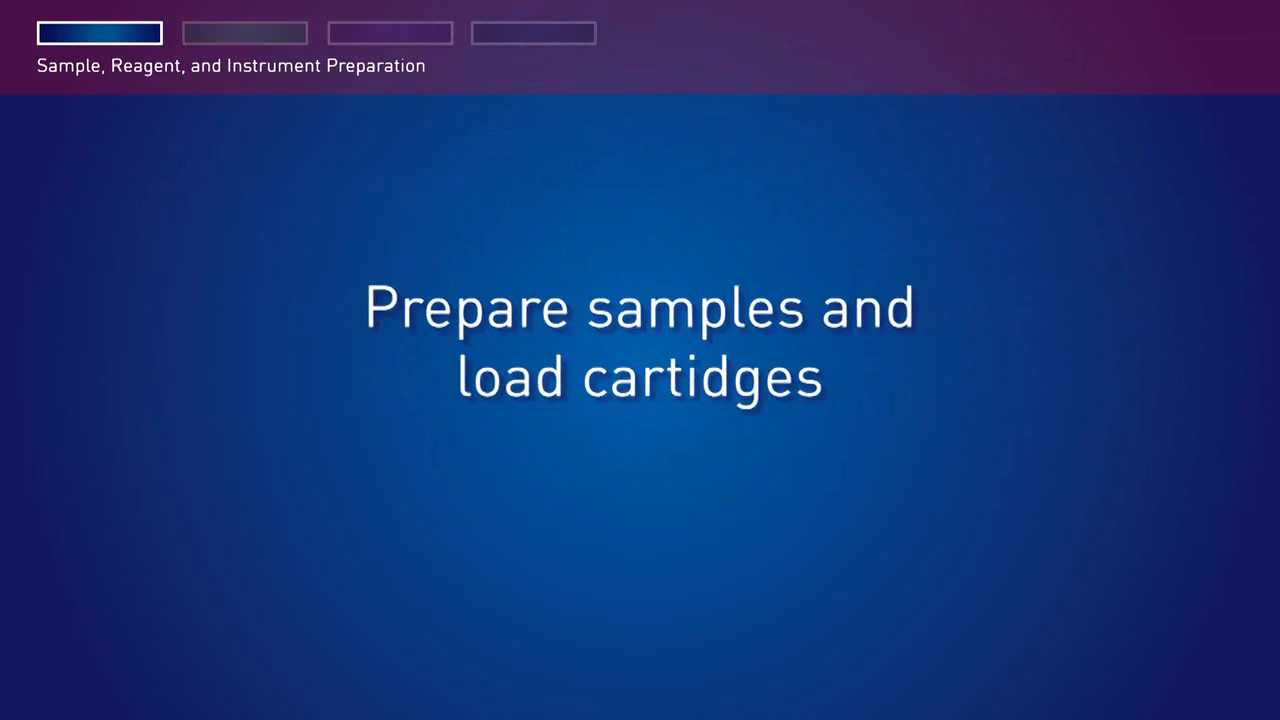 Sample, Reagent, and Instrument Preparation
Prepare samples and
load cartidges